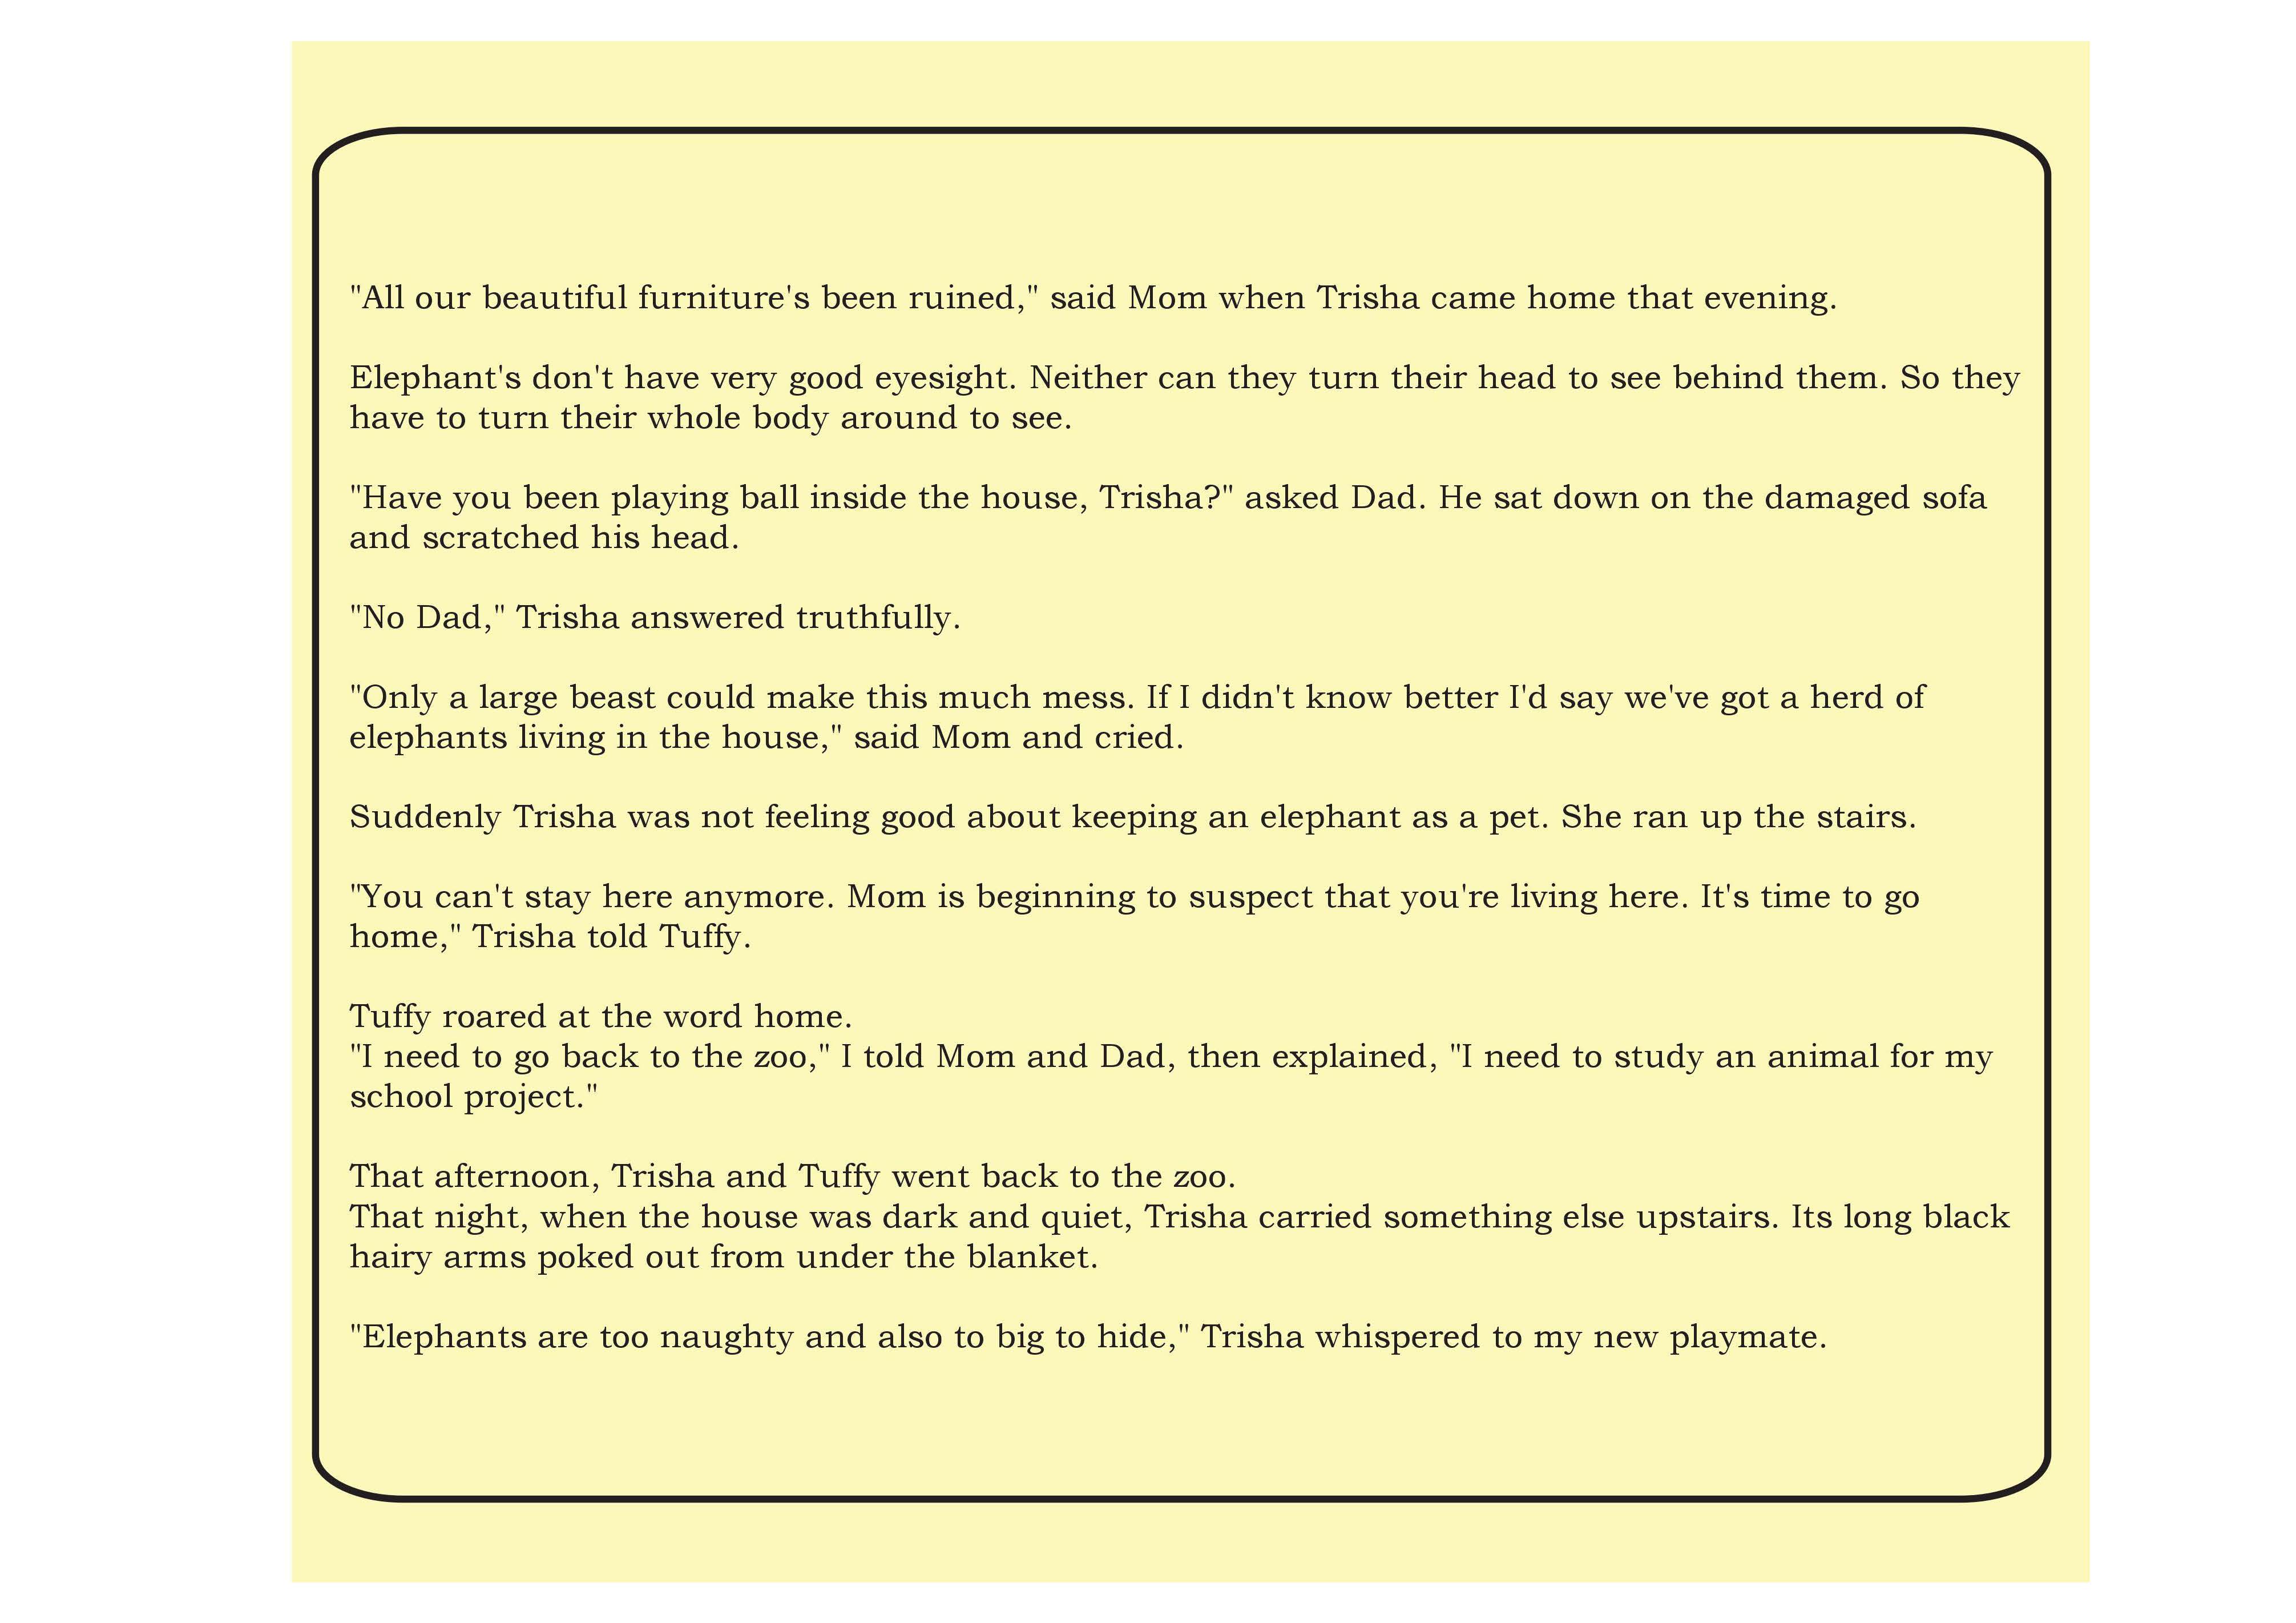 "All our beautiful furniture's been ruined," said Mom when Trisha came home that evening.
Elephant's don't have very good eyesight. Neither can they turn their head to see behind them. So they
have to turn their whole body around to see.
"Have you been playing ball inside the house, Trisha?" asked Dad. He sat down on the damaged sofa
and scratched his head.
"No Dad," Trisha answered truthfully.
"Only a large beast could make this much mess. If I didn't know better I'd say we've got a herd of
elephants living in the house," said Mom and cried.
Suddenly Trisha was not feeling good about keeping an elephant as a pet. She ran up the stairs.
"You can't stay here anymore. Mom is beginning to suspect that you're living here. It's time to go
home," Trisha told Tuffy.
Tuffy roared at the word home.
"I need to go back to the zoo," I told Mom and Dad, then explained, "I need to study an animal for my
school project."
That afternoon, Trisha and Tuffy went back to the zoo.
That night, when the house was dark and quiet, Trisha carried something else upstairs. Its long black
hairy arms poked out from under the blanket.
"Elephants are too naughty and also to big to hide," Trisha whispered to my new playmate.